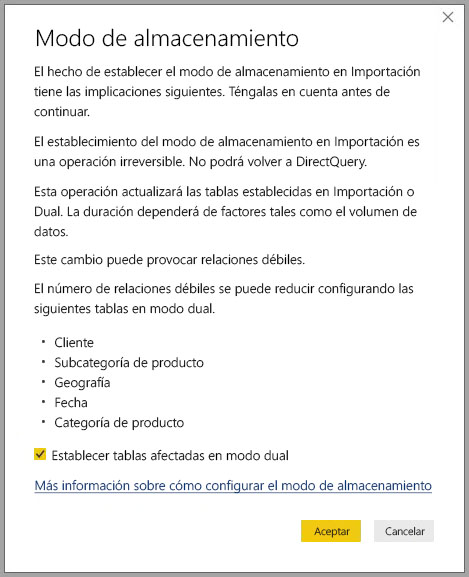 Modo de almacenamiento
El hecho de establecer el modo de almacenamiento en Importación
tiene las implicaciones siguientes. Téngalas en cuenta antes de
continuar.
El establecimiento del modo de almacenamiento en Importación es
una operación irreversible. No podrá volver a DirectQuery.
Esta operación actualizará las tablas establecidas en Importación o
Dual. La duración dependerá de factores tales como el volumen de
datos.
Este cambio puede provocar relaciones débiles.
El número de relaciones débiles se puede reducir configurando las
siguientes tablas en modo dual.
• Cliente
• Subcategoría de producto
• Geografía
• Fecha
• Categoría de producto
Establecer tablas afectadas en modo dual
Más información sobre cómo configurar el modo de almacenamiento
Aceptar Cancelar